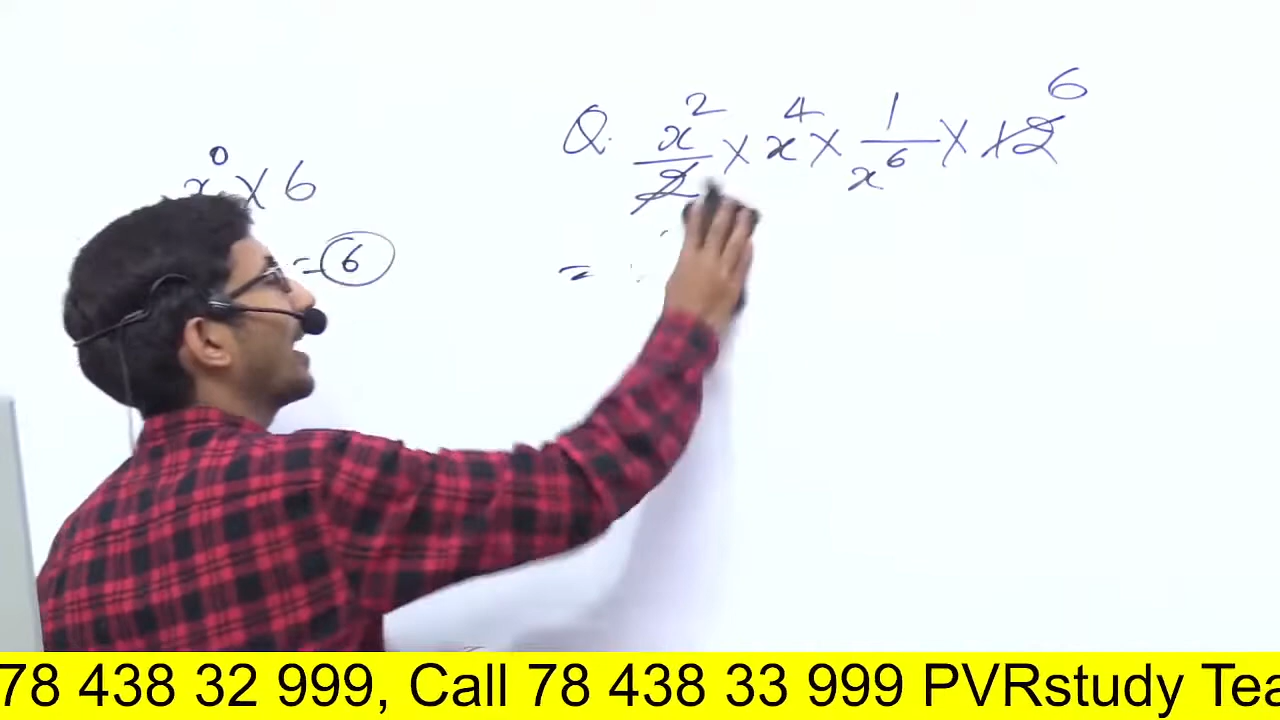 x⁰ × 6
= 6
Q. x²/2 × x⁴ × 1/x⁶ × 12 6
=
78 438 32 999, Call 78 438 33 999 PVRstudy Tea